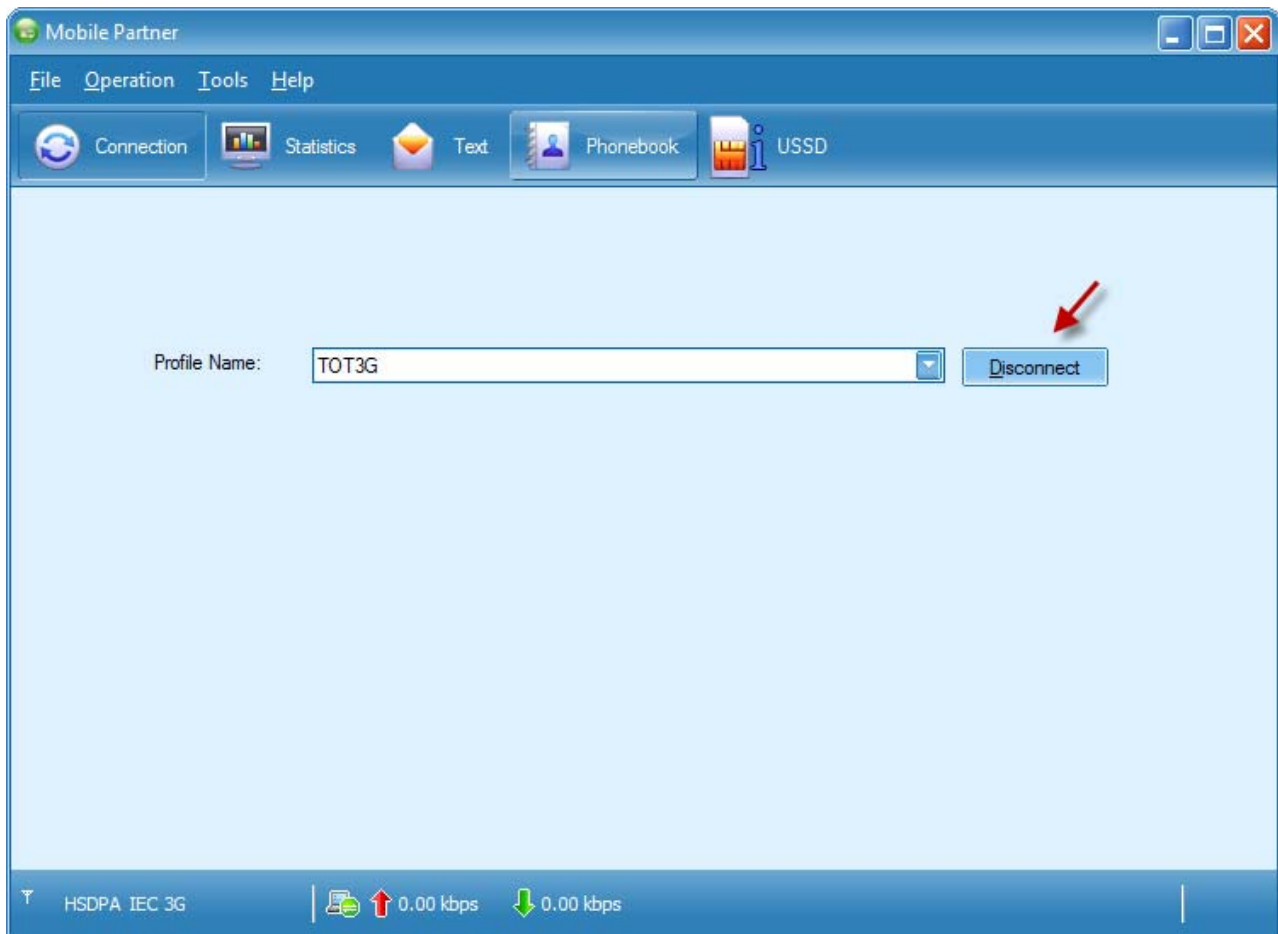 Mobile Partner
File Operation Tools Help
Connection Statistics Text Phonebook USSD
Profile Name: TOT3G Disconnect
HSDPA IEC 3G 0.00 kbps 0.00 kbps